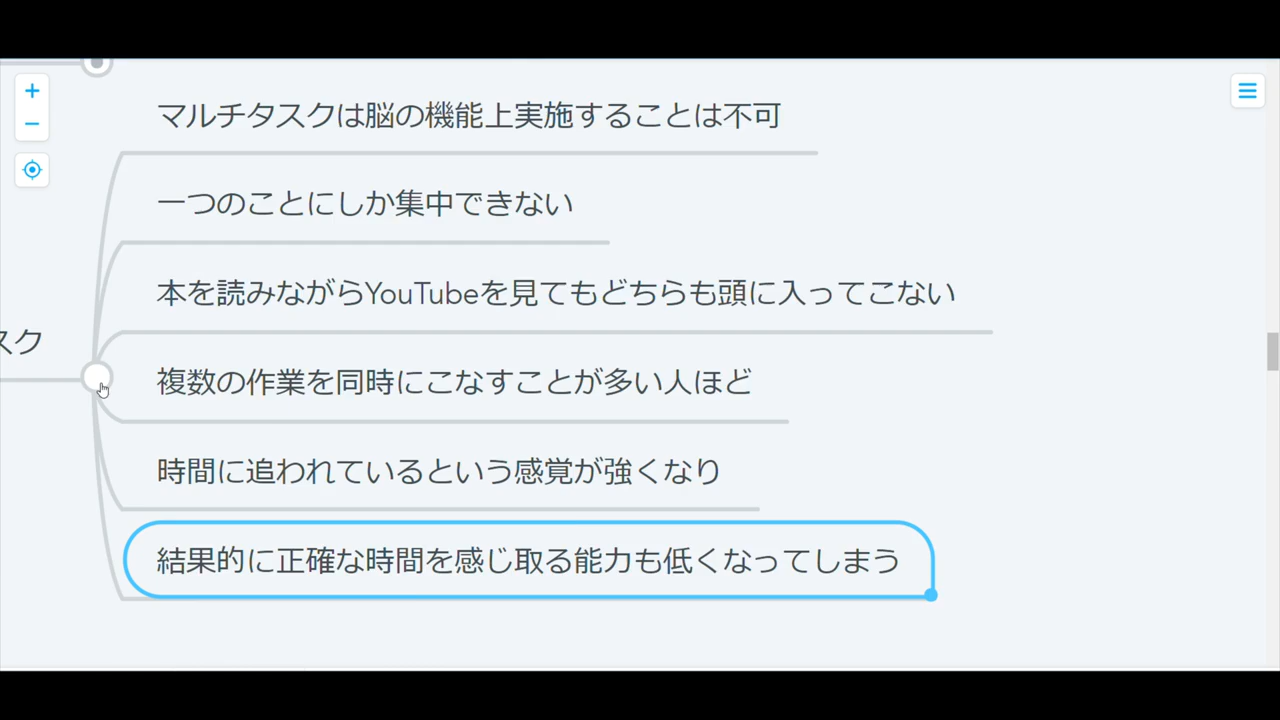 マルチタスクは脳の機能上実施することは不可
一つのことにしか集中できない
本を読みながらYouTubeを見てもどちらも頭に入ってこない
スク
複数の作業を同時にこなすことが多い人ほど
時間に追われているという感覚が強くなり
結果的に正確な時間を感じ取る能力も低くなってしまう